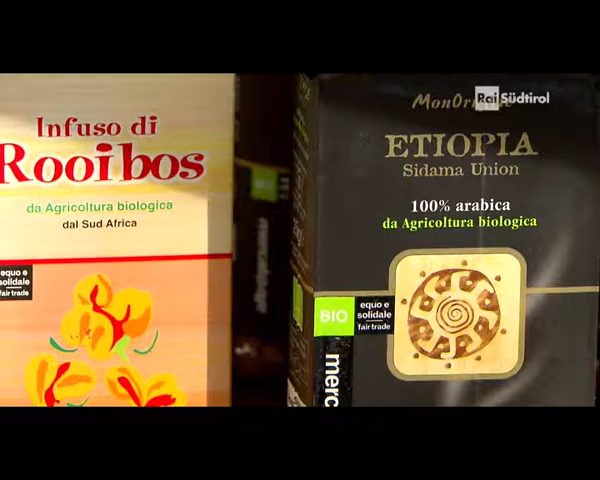 Infuso di
Rooibos
da Agricoltura biologica
dal Sud Africa
equo e
solidale
fair trade
Rai Südtirol
ETIOPIA
Sidama Union
100% arabica
da Agricoltura biologica
BIO
equo e
solidale
fair trade
merc